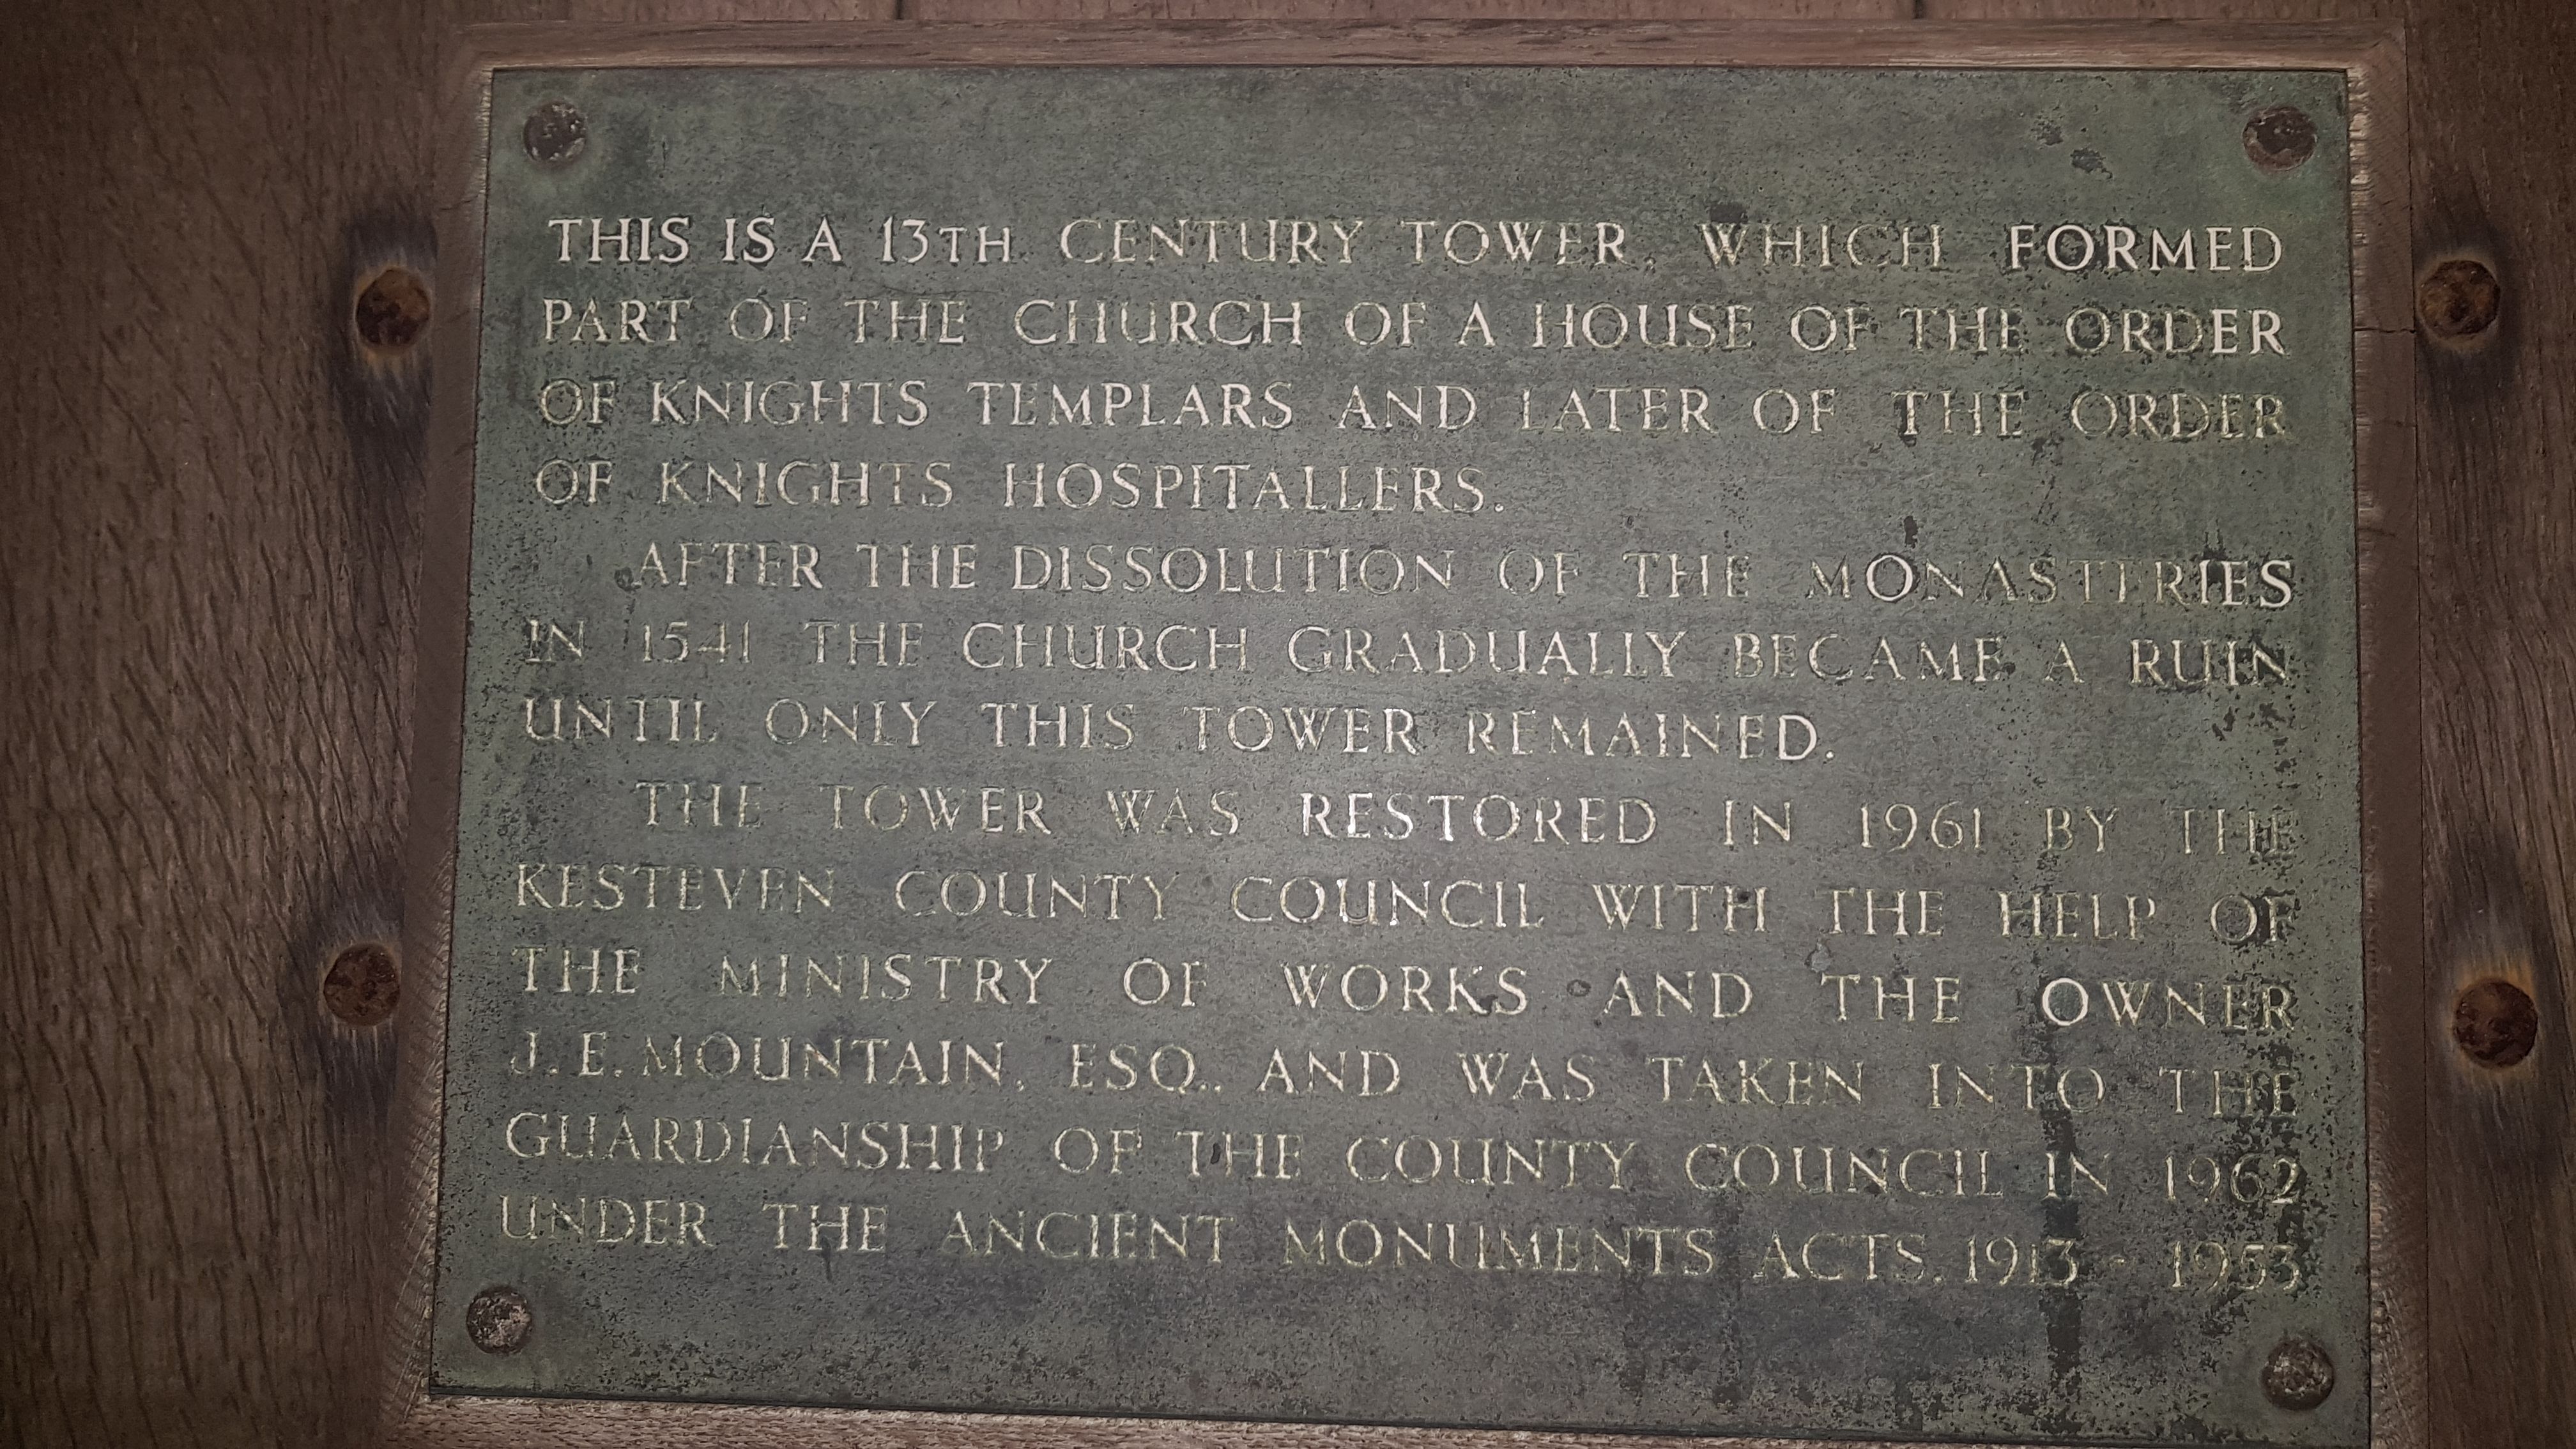 THIS IS A 13TH CENTURY TOWER, WHICH FORMED
PART OF THE CHURCH OF A HOUSE OF THE ORDER
OF KNIGHTS TEMPLARS AND LATER OF THE ORDER
OF KNIGHTS HOSPITALLERS.
AFTER THE DISSOLUTION OF THE MONASTERIES
IN 1541 THE CHURCH GRADUALLY BECAME A RUIN
UNTIL ONLY THIS TOWER REMAINED.
THE TOWER WAS RESTORED IN 1961 BY THE
KESTEVEN COUNTY COUNCIL WITH THE HELP OF
THE MINISTRY OF WORKS AND THE OWNER
J.E. MOUNTAIN, ESQ., AND WAS TAKEN INTO THE
GUARDIANSHIP OF THE COUNTY COUNCIL IN 1962
UNDER THE ANCIENT MONUMENTS ACTS, 1913 - 1953